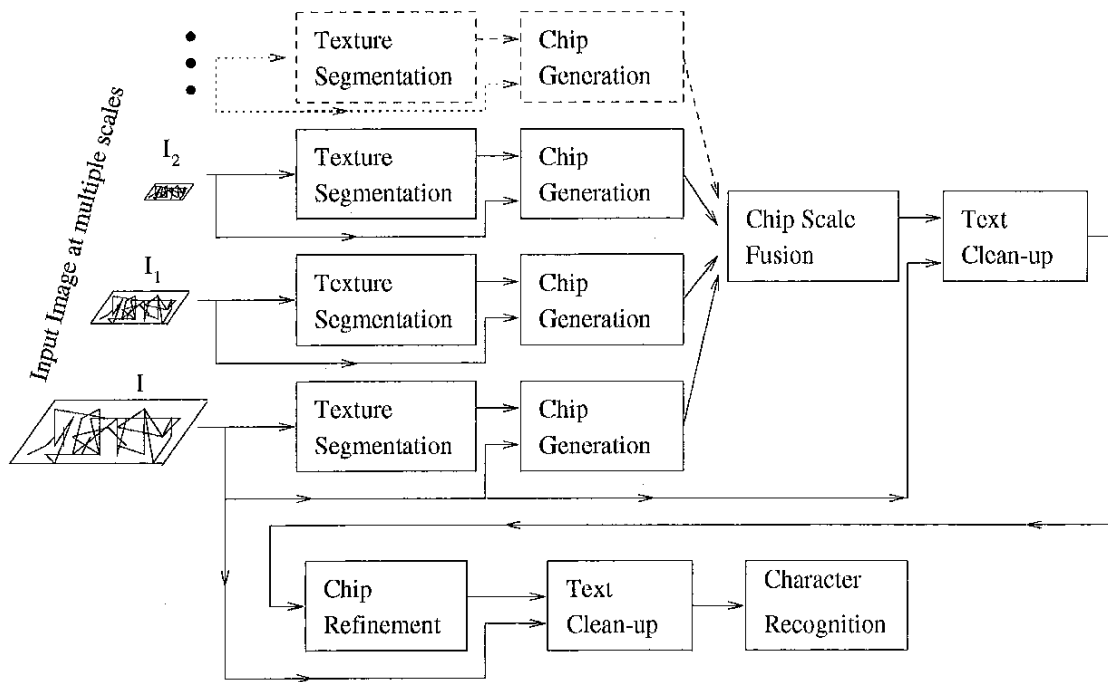 Input Image at multiple scales
Texture
Segmentation
Chip
Generation
I2
Texture
Segmentation
Chip
Generation
Chip Scale
Fusion
Text
Clean-up
I1
Texture
Segmentation
Chip
Generation
I
Texture
Segmentation
Chip
Generation
Chip
Refinement
Text
Clean-up
Character
Recognition